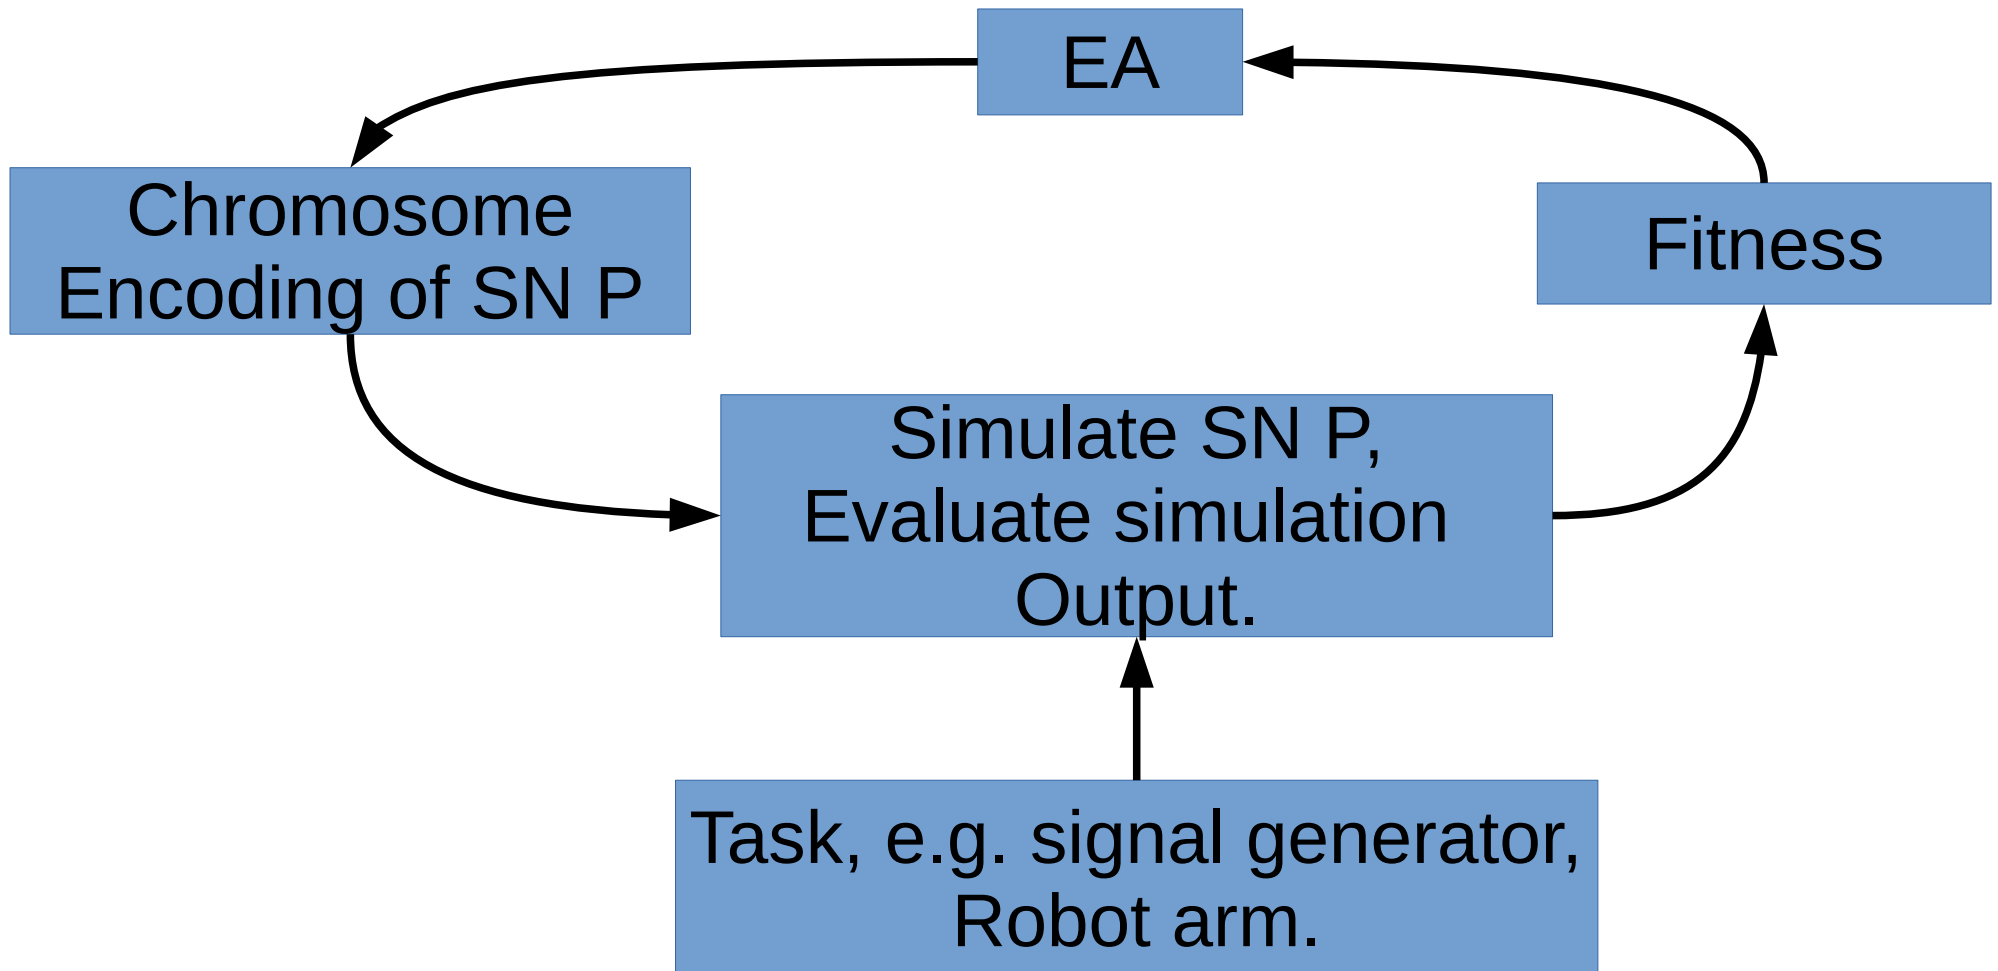 EA
Chromosome
Encoding of SN P
Fitness
Simulate SN P,
Evaluate simulation
Output.
Task, e.g. signal generator,
Robot arm.